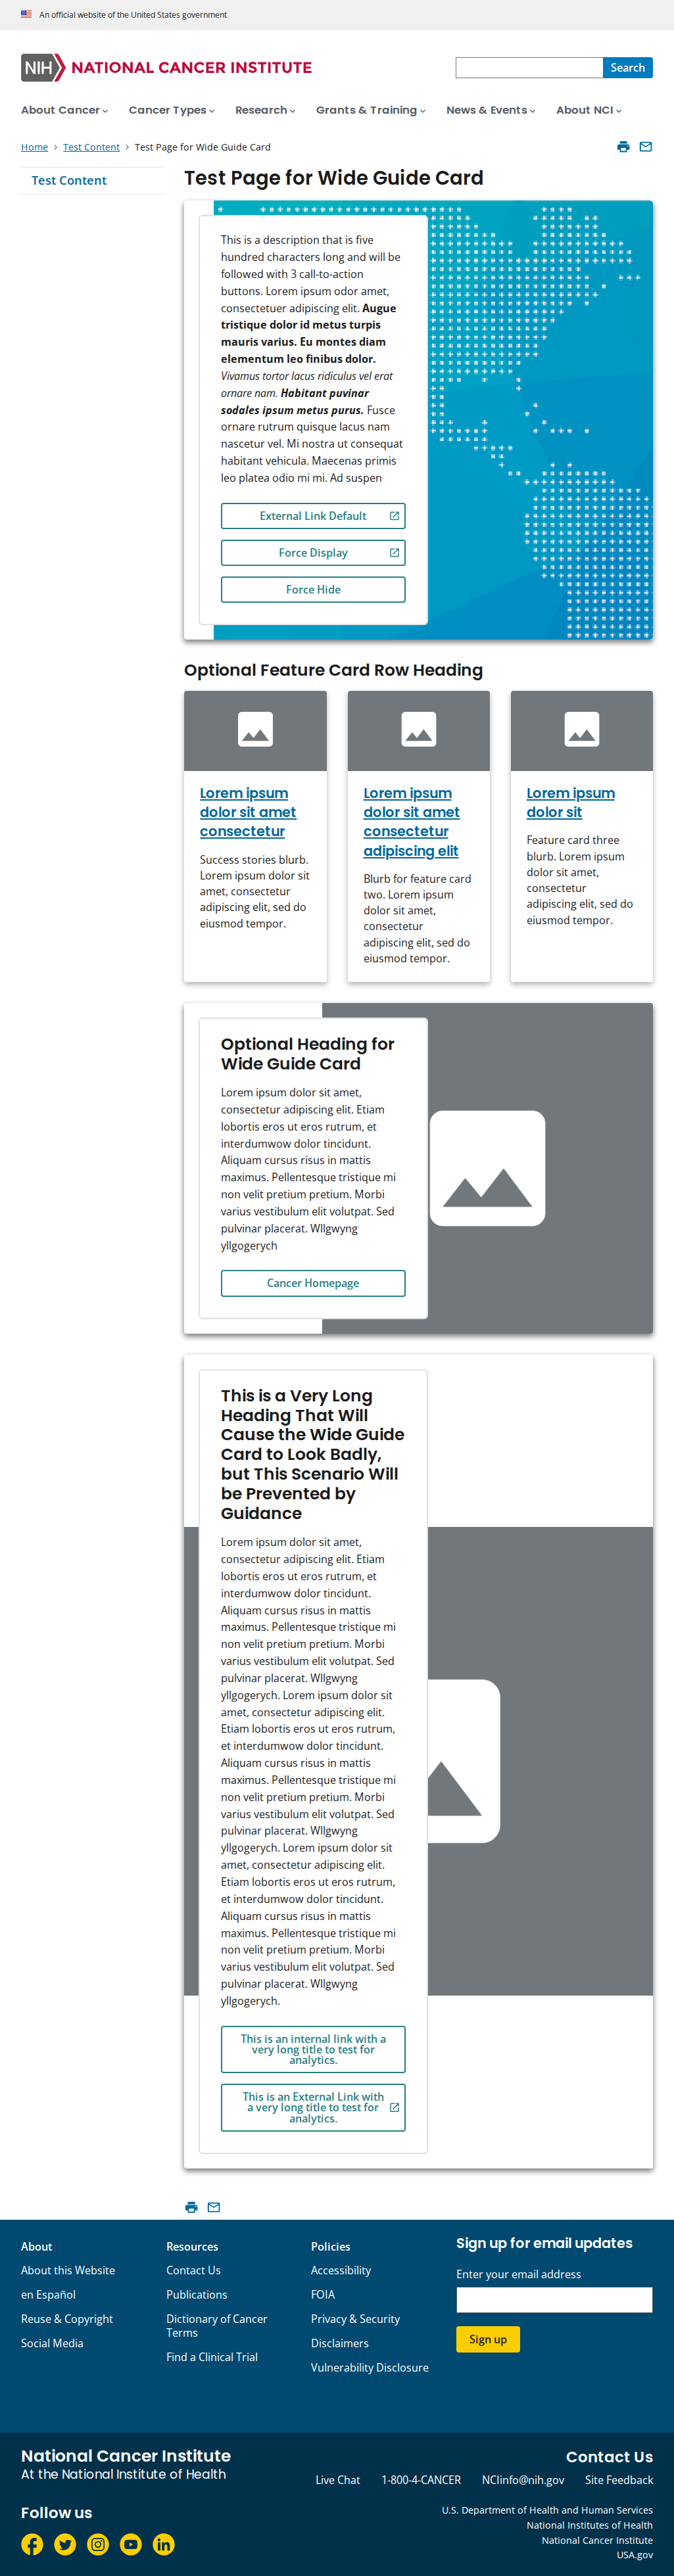 An official website of the United States government
NIH NATIONAL CANCER INSTITUTE
Search
About Cancer Cancer Types Research Grants & Training News & Events About NCI
Home Test Content Test Page for Wide Guide Card
Test Content
Test Page for Wide Guide Card
This is a description that is five
hundred characters long and will be
followed with 3 call-to-action
buttons. Lorem ipsum odor amet,
consectetuer adipiscing elit. Augue
tristique dolor id metus turpis
mauris varius. Eu montes diam
elementum leo finibus dolor.
Vivamus tortor lacus ridiculus vel erat
ornare nam. Habitant puvinar
sodales ipsum metus purus. Fusce
ornare rutrum quisque lacus nam
nascetur vel. Mi nostra ut consequat
habitant vehicula. Maecenas primis
leo platea odio mi mi. Ad suspen
External Link Default
Force Display
Force Hide
Optional Feature Card Row Heading
Lorem ipsum
dolor sit amet
consectetur
Success stories blurb.
Lorem ipsum dolor sit
amet, consectetur
adipiscing elit, sed do
eiusmod tempor.
Lorem ipsum
dolor sit amet
consectetur
adipiscing elit
Blurb for feature card
two. Lorem ipsum
dolor sit amet,
consectetur
adipiscing elit, sed do
eiusmod tempor.
Lorem ipsum
dolor sit
Feature card three
blurb. Lorem ipsum
dolor sit amet,
consectetur
adipiscing elit, sed do
eiusmod tempor.
Optional Heading for
Wide Guide Card
Lorem ipsum dolor sit amet,
consectetur adipiscing elit. Etiam
lobortis eros ut eros rutrum, et
interdumwow dolor tincidunt.
Aliquam cursus risus in mattis
maximus. Pellentesque tristique mi
non velit pretium pretium. Morbi
varius vestibulum elit volutpat. Sed
pulvinar placerat. Wllgwyng
yllgogerych
Cancer Homepage
This is a Very Long
Heading That Will
Cause the Wide Guide
Card to Look Badly,
but This Scenario Will
be Prevented by
Guidance
Lorem ipsum dolor sit amet,
consectetur adipiscing elit. Etiam
lobortis eros ut eros rutrum, et
interdumwow dolor tincidunt.
Aliquam cursus risus in mattis
maximus. Pellentesque tristique mi
non velit pretium pretium. Morbi
varius vestibulum elit volutpat. Sed
pulvinar placerat. Wllgwyng
yllgogerych. Lorem ipsum dolor sit
amet, consectetur adipiscing elit.
Etiam lobortis eros ut eros rutrum,
et interdumwow dolor tincidunt.
Aliquam cursus risus in mattis
maximus. Pellentesque tristique mi
non velit pretium pretium. Morbi
varius vestibulum elit volutpat. Sed
pulvinar placerat. Wllgwyng
yllgogerych. Lorem ipsum dolor sit
amet, consectetur adipiscing elit.
Etiam lobortis eros ut eros rutrum,
et interdumwow dolor tincidunt.
Aliquam cursus risus in mattis
maximus. Pellentesque tristique mi
non velit pretium pretium. Morbi
varius vestibulum elit volutpat. Sed
pulvinar placerat. Wllgwyng
yllgogerych.
This is an internal link with a
very long title to test for
analytics.
This is an External Link with
a very long title to test for
analytics.
About
About this Website
en Español
Reuse & Copyright
Social Media
Resources
Contact Us
Publications
Dictionary of Cancer
Terms
Find a Clinical Trial
Policies
Accessibility
FOIA
Privacy & Security
Disclaimers
Vulnerability Disclosure
Sign up for email updates
Enter your email address
Sign up
National Cancer Institute
At the National Institute of Health
Contact Us
Live Chat 1-800-4-CANCER NCIinfo@nih.gov Site Feedback
Follow us
U.S. Department of Health and Human Services
National Institutes of Health
National Cancer Institute
USA.gov